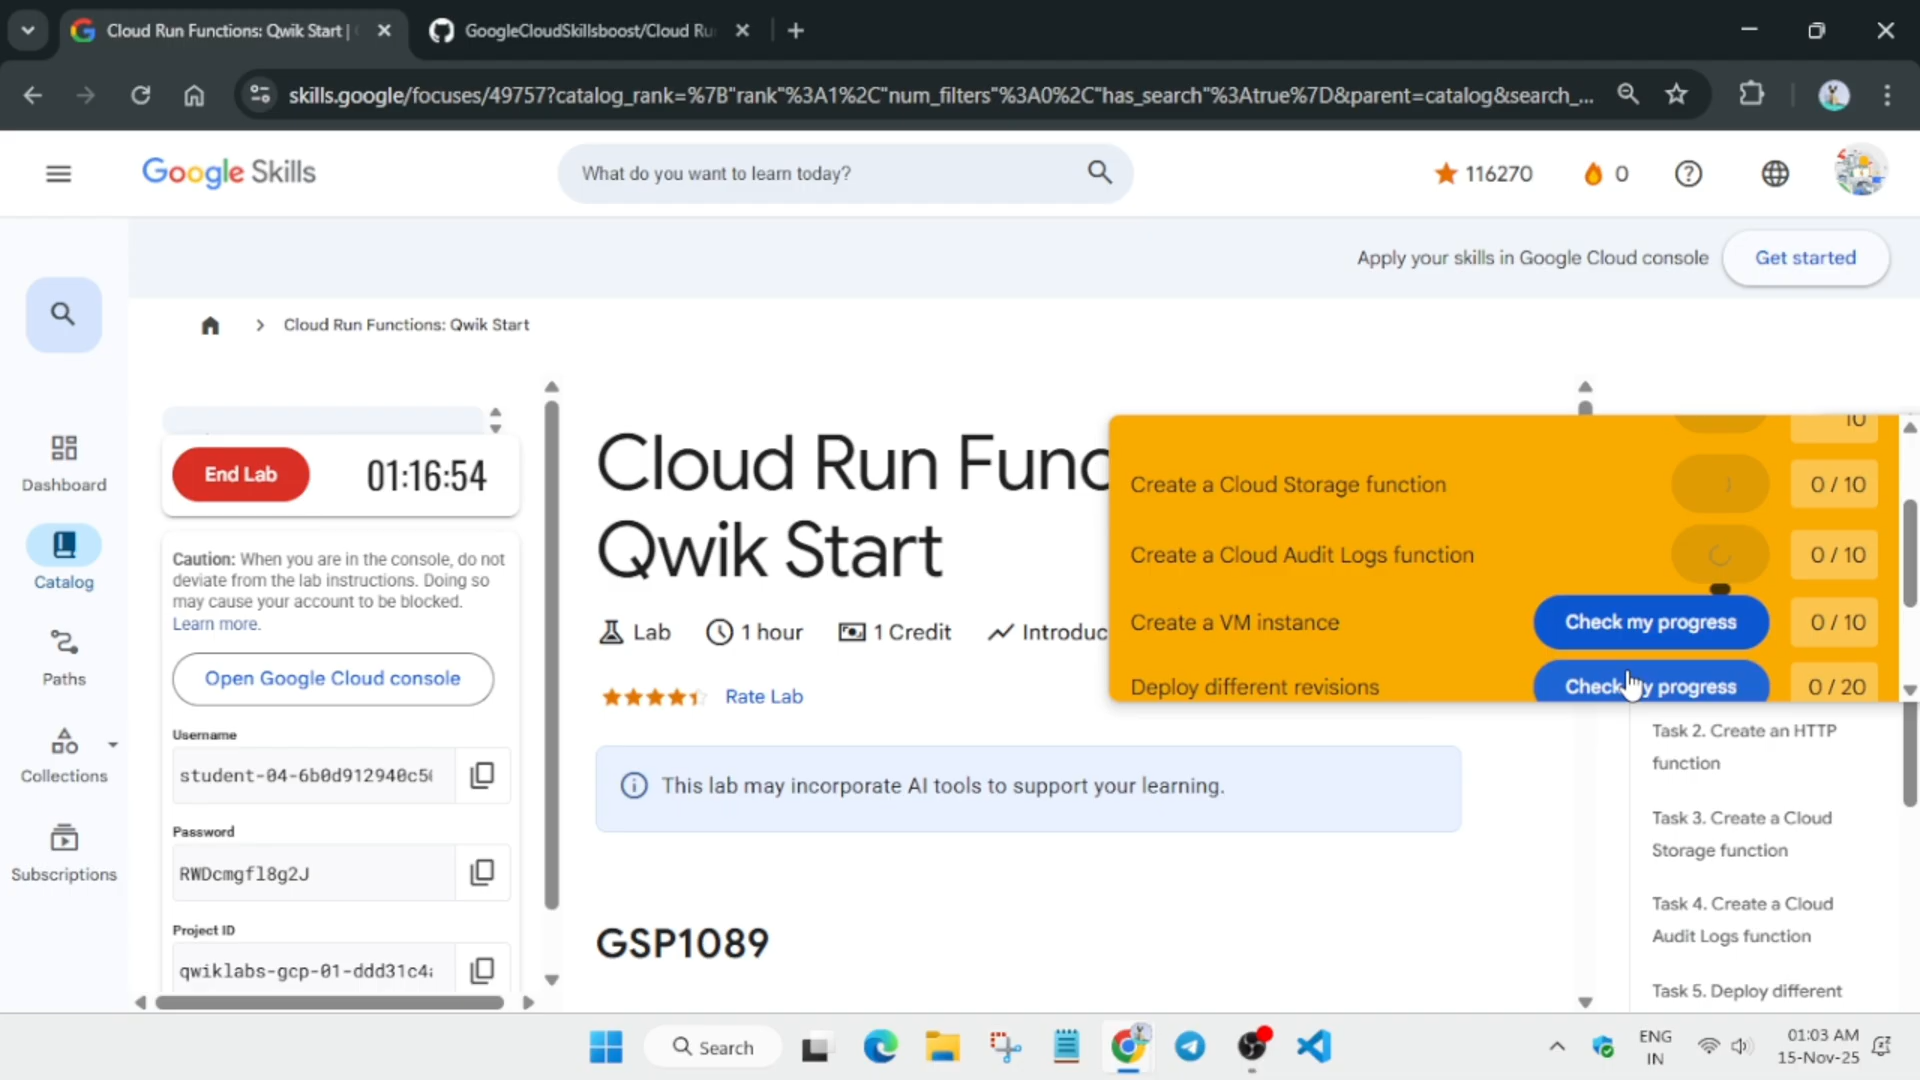 Cloud Run Functions: Qwik Start |
GoogleCloudSkillsboost/Cloud Ru
skills.google/focuses/49757?catalog_rank=%7B"rank"%3A1%2C"num_filters"%3A0%2C"has_search"%3Atrue%7D&parent=catalog&search_...
Google Skills
What do you want to learn today?
116270
0
Apply your skills in Google Cloud console
Get started
Cloud Run Functions: Qwik Start
End Lab
01:16:54
Caution: When you are in the console, do not
deviate from the lab instructions. Doing so
may cause your account to be blocked.
Learn more.
Open Google Cloud console
Username
student-04-6b0d912940c5
Password
RWDcmgfl8g2J
Project ID
qwiklabs-gcp-01-ddd31c4
Dashboard
Catalog
Paths
Collections
Subscriptions
Cloud Run Func
Qwik Start
Lab
1 hour
1 Credit
Introduc
Rate Lab
This lab may incorporate AI tools to support your learning.
GSP1089
10
Create a Cloud Storage function
0 / 10
Create a Cloud Audit Logs function
0 / 10
Create a VM instance
Check my progress
0 / 10
Deploy different revisions
Check my progress
0 / 20
Task 2. Create an HTTP
function
Task 3. Create a Cloud
Storage function
Task 4. Create a Cloud
Audit Logs function
Task 5. Deploy different
Search
ENG
IN
01:03 AM
15-Nov-25